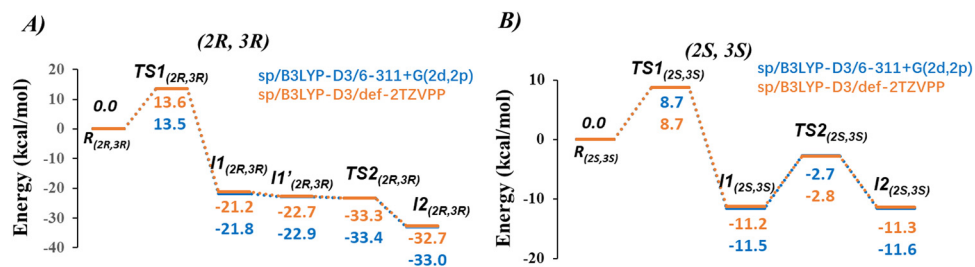 A)
(2R, 3R)
Energy (kcal/mol)
20
10
0
-10
-20
-30
-40
sp/B3LYP-D3/6-311+G(2d,2p)
sp/B3LYP-D3/def-2TZVPP
0.0
R(2R,3R)
TS1(2R,3R)
13.6
13.5
I1(2R,3R)
-21.2
-21.8
I1’(2R,3R)
-22.7
-22.9
TS2(2R,3R)
-33.3
-33.4
I2(2R,3R)
-32.7
-33.0
B)
(2S, 3S)
Energy (kcal/mol)
10
0
-10
-20
sp/B3LYP-D3/6-311+G(2d,2p)
sp/B3LYP-D3/def-2TZVPP
0.0
R(2S,3S)
TS1(2S,3S)
8.7
8.7
I1(2S,3S)
-11.2
-11.5
TS2(2S,3S)
-2.7
-2.8
I2(2S,3S)
-11.3
-11.6